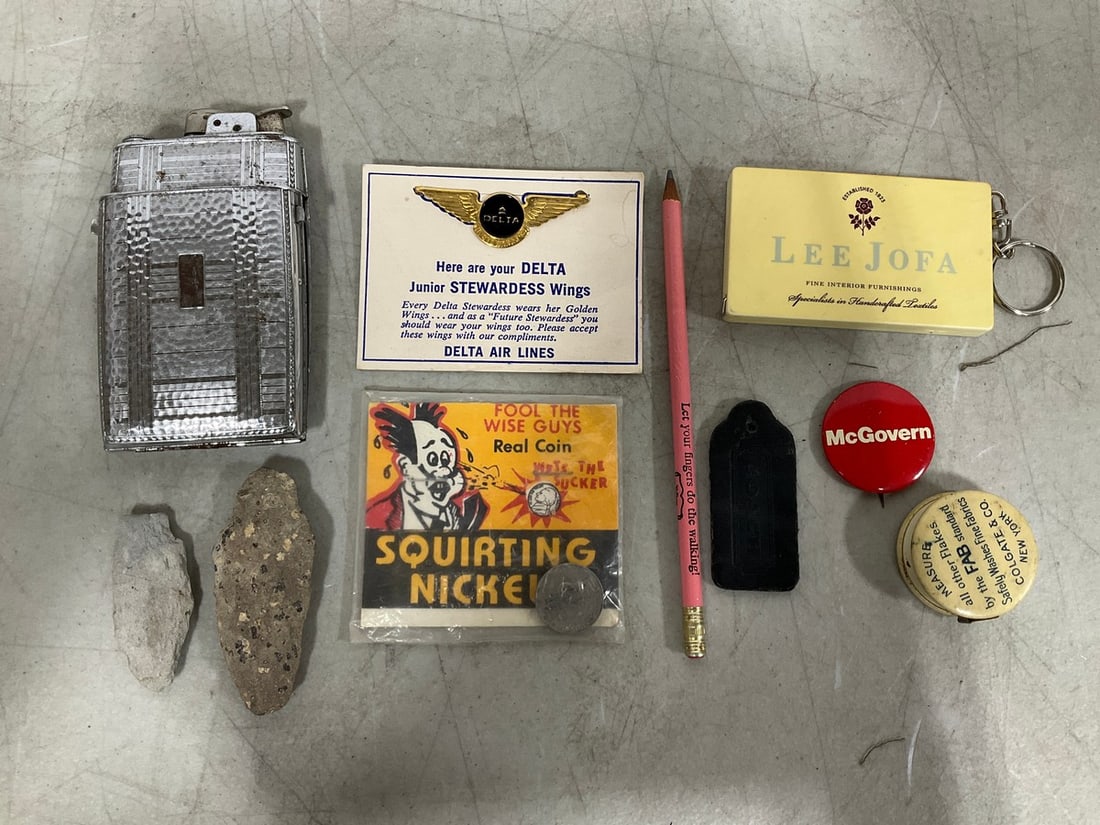 DELTA
Here are your DELTA
Junior STEWARDESS Wings
Every Delta Stewardess wears her Golden
Wings . . . and as a "Future Stewardess" you
should wear your wings too. Please accept
these wings with our compliments.
DELTA AIR LINES
FOOL THE
WISE GUYS
Real Coin
THE
SUCKER
SQUIRTING
NICKEL
Let your fingers do the walking!
ESTABLISHED 1823
LEE JOFA
FINE INTERIOR FURNISHINGS
Specialists in Handcrafted Textiles
McGovern
MEASURE
all other Flakes
by the FAB standard
Safely Washes Fine Fabrics
COLGATE & CO.
NEW YORK